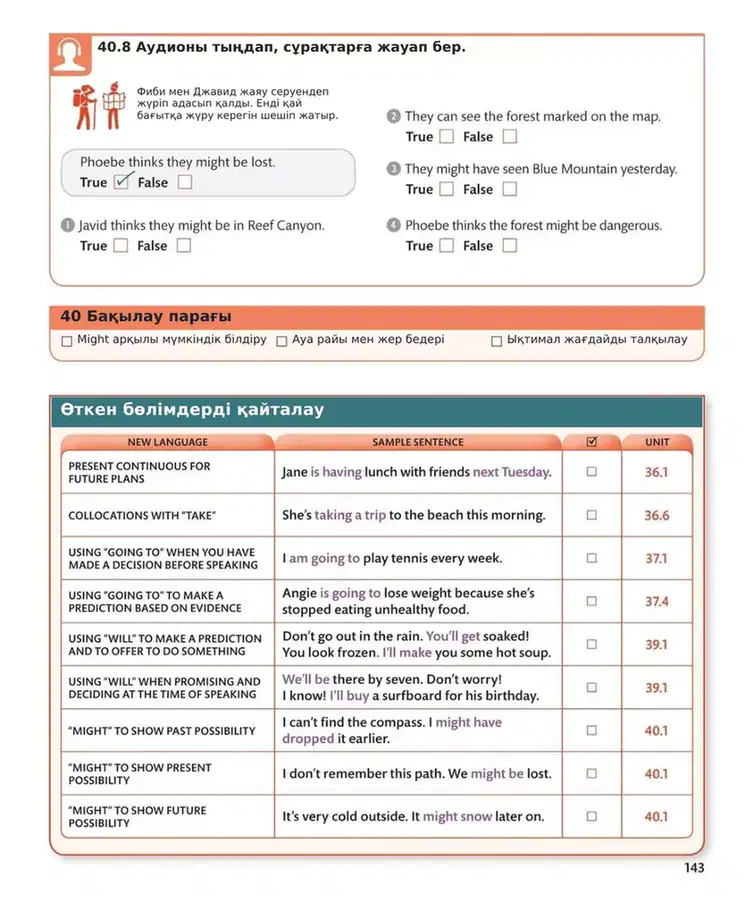 40.8 Аудионы тыңдап, сұрақтарға жауап бер.
Фиби мен Джавид жаяу серуендеп
жүріп адасып қалды. Енді қай
бағытқа жүру керегін шешіп жатыр.
Phoebe thinks they might be lost.
True False
1 Javid thinks they might be in Reef Canyon.
True False
2 They can see the forest marked on the map.
True False
3 They might have seen Blue Mountain yesterday.
True False
4 Phoebe thinks the forest might be dangerous.
True False
40 Бақылау парағы
Might арқылы мүмкіндік білдіру Ауа райы мен жер бедері Ықтимал жағдайды талқылау
Өткен бөлімдерді қайталау
NEW LANGUAGE SAMPLE SENTENCE UNIT
PRESENT CONTINUOUS FOR
FUTURE PLANS
Jane is having lunch with friends next Tuesday.
36.1
COLLOCATIONS WITH "TAKE"
She's taking a trip to the beach this morning.
36.6
USING "GOING TO" WHEN YOU HAVE
MADE A DECISION BEFORE SPEAKING
I am going to play tennis every week.
37.1
USING "GOING TO" TO MAKE A
PREDICTION BASED ON EVIDENCE
Angie is going to lose weight because she's
stopped eating unhealthy food.
37.4
USING "WILL" TO MAKE A PREDICTION
AND TO OFFER TO DO SOMETHING
Don't go out in the rain. You'll get soaked!
You look frozen. I'll make you some hot soup.
39.1
USING "WILL" WHEN PROMISING AND
DECIDING AT THE TIME OF SPEAKING
We'll be there by seven. Don't worry!
I know! I'll buy a surfboard for his birthday.
39.1
"MIGHT" TO SHOW PAST POSSIBILITY
I can't find the compass. I might have
dropped it earlier.
40.1
"MIGHT" TO SHOW PRESENT
POSSIBILITY
I don't remember this path. We might be lost.
40.1
"MIGHT" TO SHOW FUTURE
POSSIBILITY
It's very cold outside. It might snow later on.
40.1
143